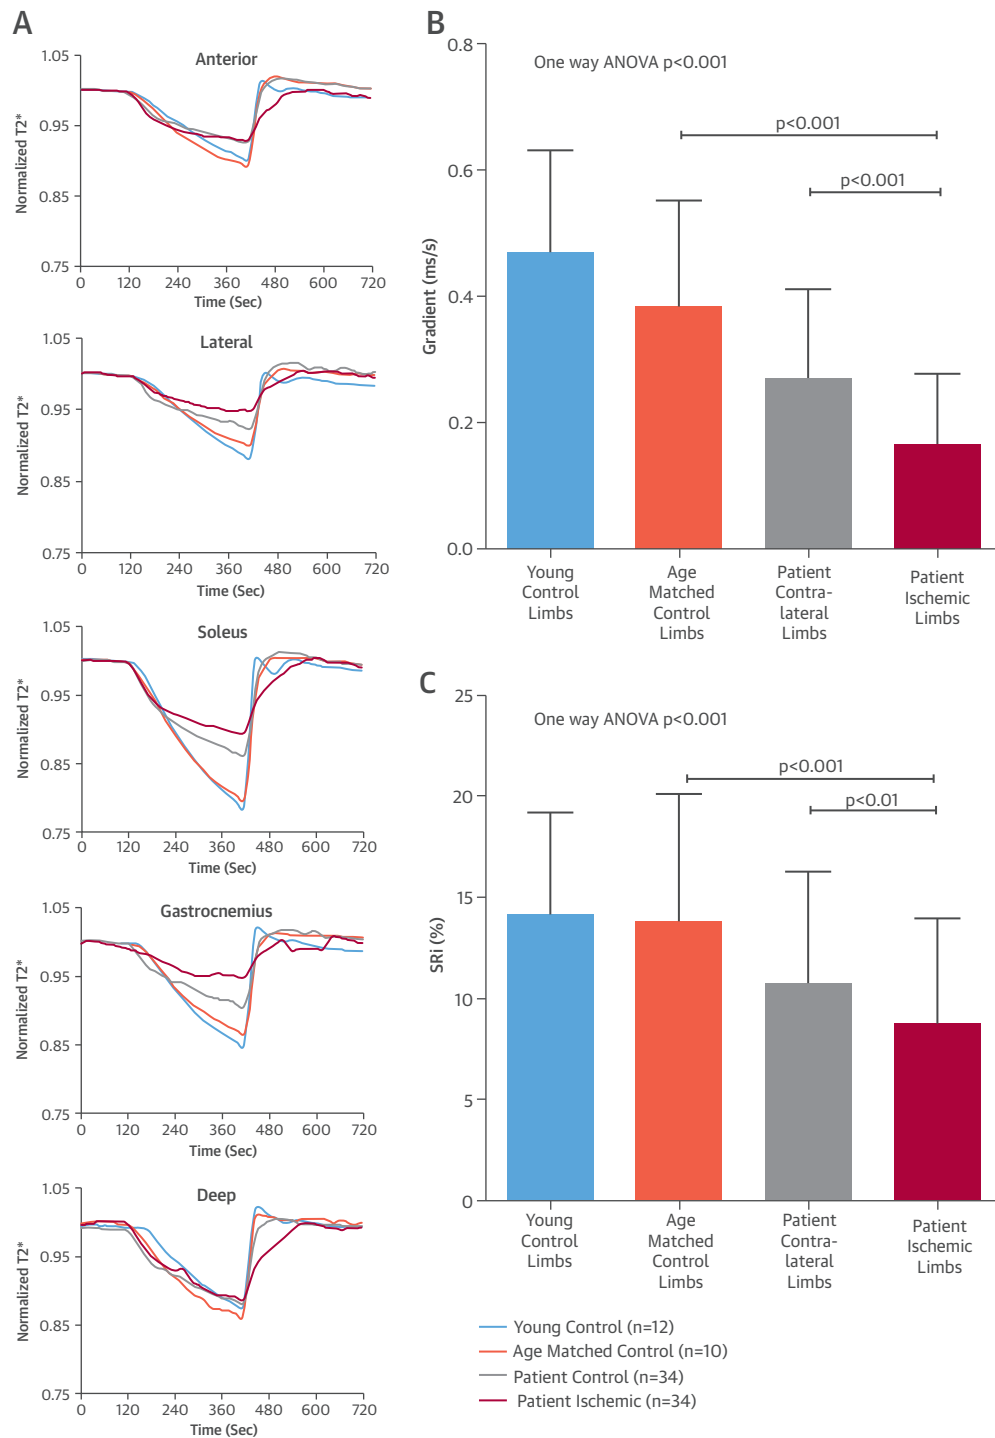 A
Anterior
1.05
0.95
0.85
0.75
Normalized T2*
0 120 240 360 480 600 720
Time (Sec)
Lateral
1.05
0.95
0.85
0.75
Normalized T2*
0 120 240 360 480 600 720
Time (Sec)
Soleus
1.05
0.95
0.85
0.75
Normalized T2*
0 120 240 360 480 600 720
Time (Sec)
Gastrocnemius
1.05
0.95
0.85
0.75
Normalized T2*
0 120 240 360 480 600 720
Time (Sec)
Deep
1.05
0.95
0.85
0.75
Normalized T2*
0 120 240 360 480 600 720
Time (Sec)
B
0.8
0.6
0.4
0.2
0.0
Gradient (ms/s)
One way ANOVA p<0.001
p<0.001
p<0.001
Young
Control
Limbs
Age
Matched
Control
Limbs
Patient
Contra-
lateral
Limbs
Patient
Ischemic
Limbs
C
25
20
15
10
5
0
SRi (%)
One way ANOVA p<0.001
p<0.001
p<0.01
Young
Control
Limbs
Age
Matched
Control
Limbs
Patient
Contra-
lateral
Limbs
Patient
Ischemic
Limbs
Young Control (n=12)
Age Matched Control (n=10)
Patient Control (n=34)
Patient Ischemic (n=34)